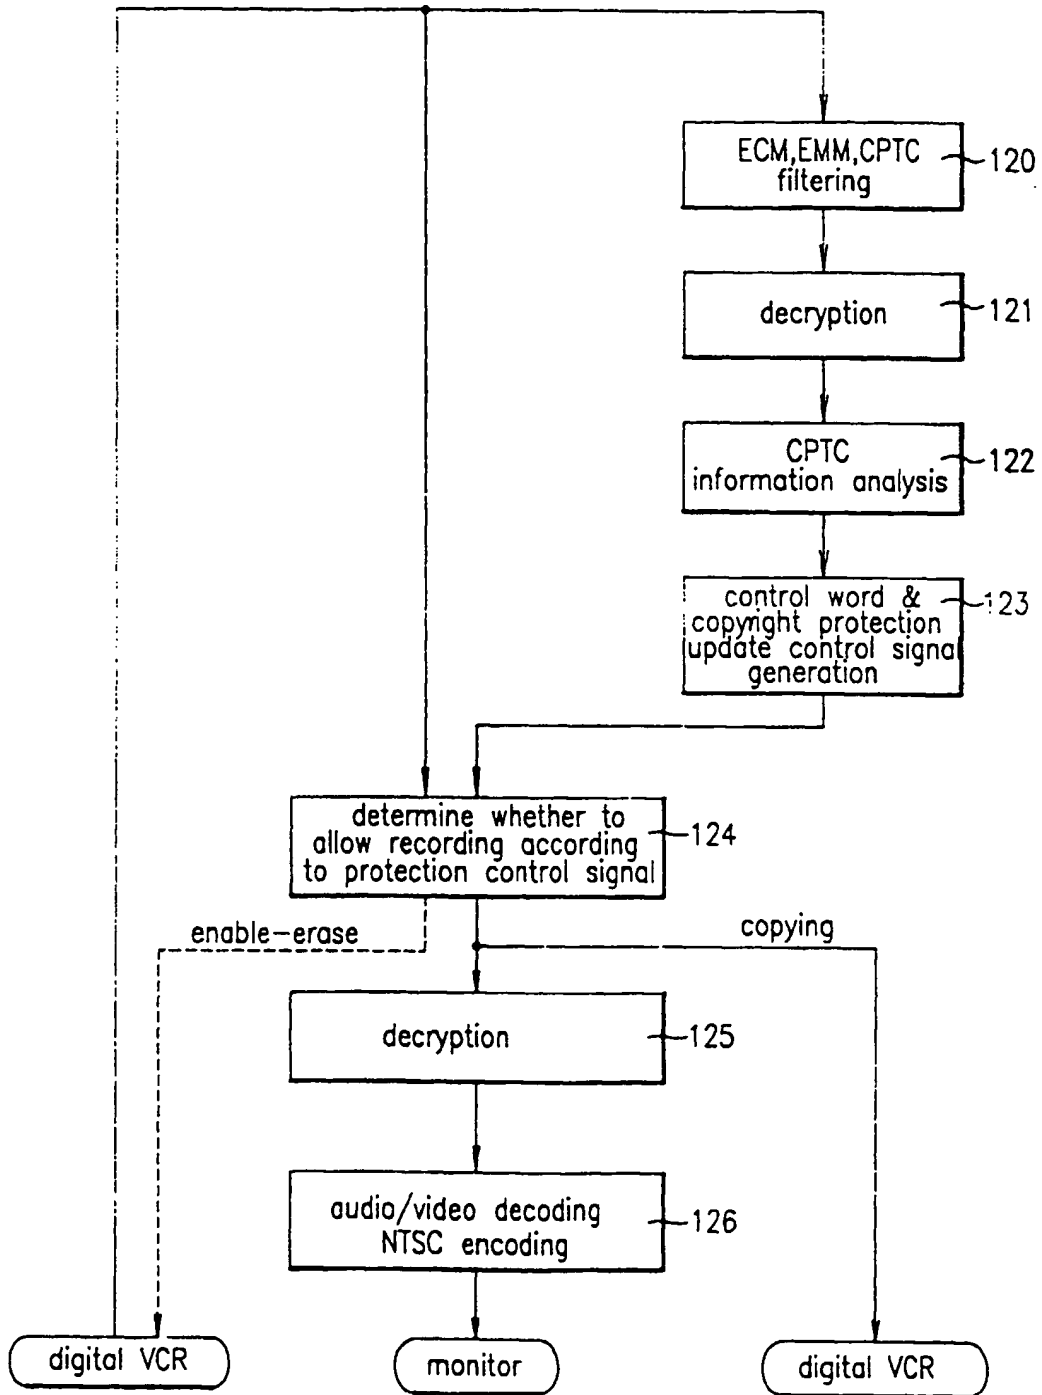 ECM,EMM,CPTC
filtering
120
decryption
121
CPTC
information analysis
122
control word &
copyright protection
update control signal
generation
123
determine whether to
allow recording according
to protection control signal
124
enable-erase
copying
decryption
125
audio/video decoding
NTSC encoding
126
digital VCR
monitor
digital VCR